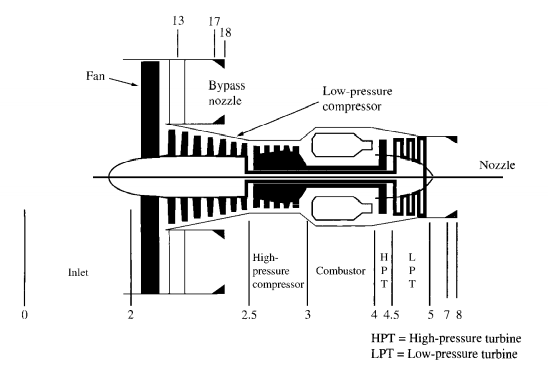 13
17
18
Fan
Bypass
nozzle
Low-pressure
compressor
Nozzle
Inlet
High-
pressure
compressor
Combustor
H
P
T
L
P
T
0
2
2.5
3
4
4.5
5
7
8
HPT = High-pressure turbine
LPT = Low-pressure turbine